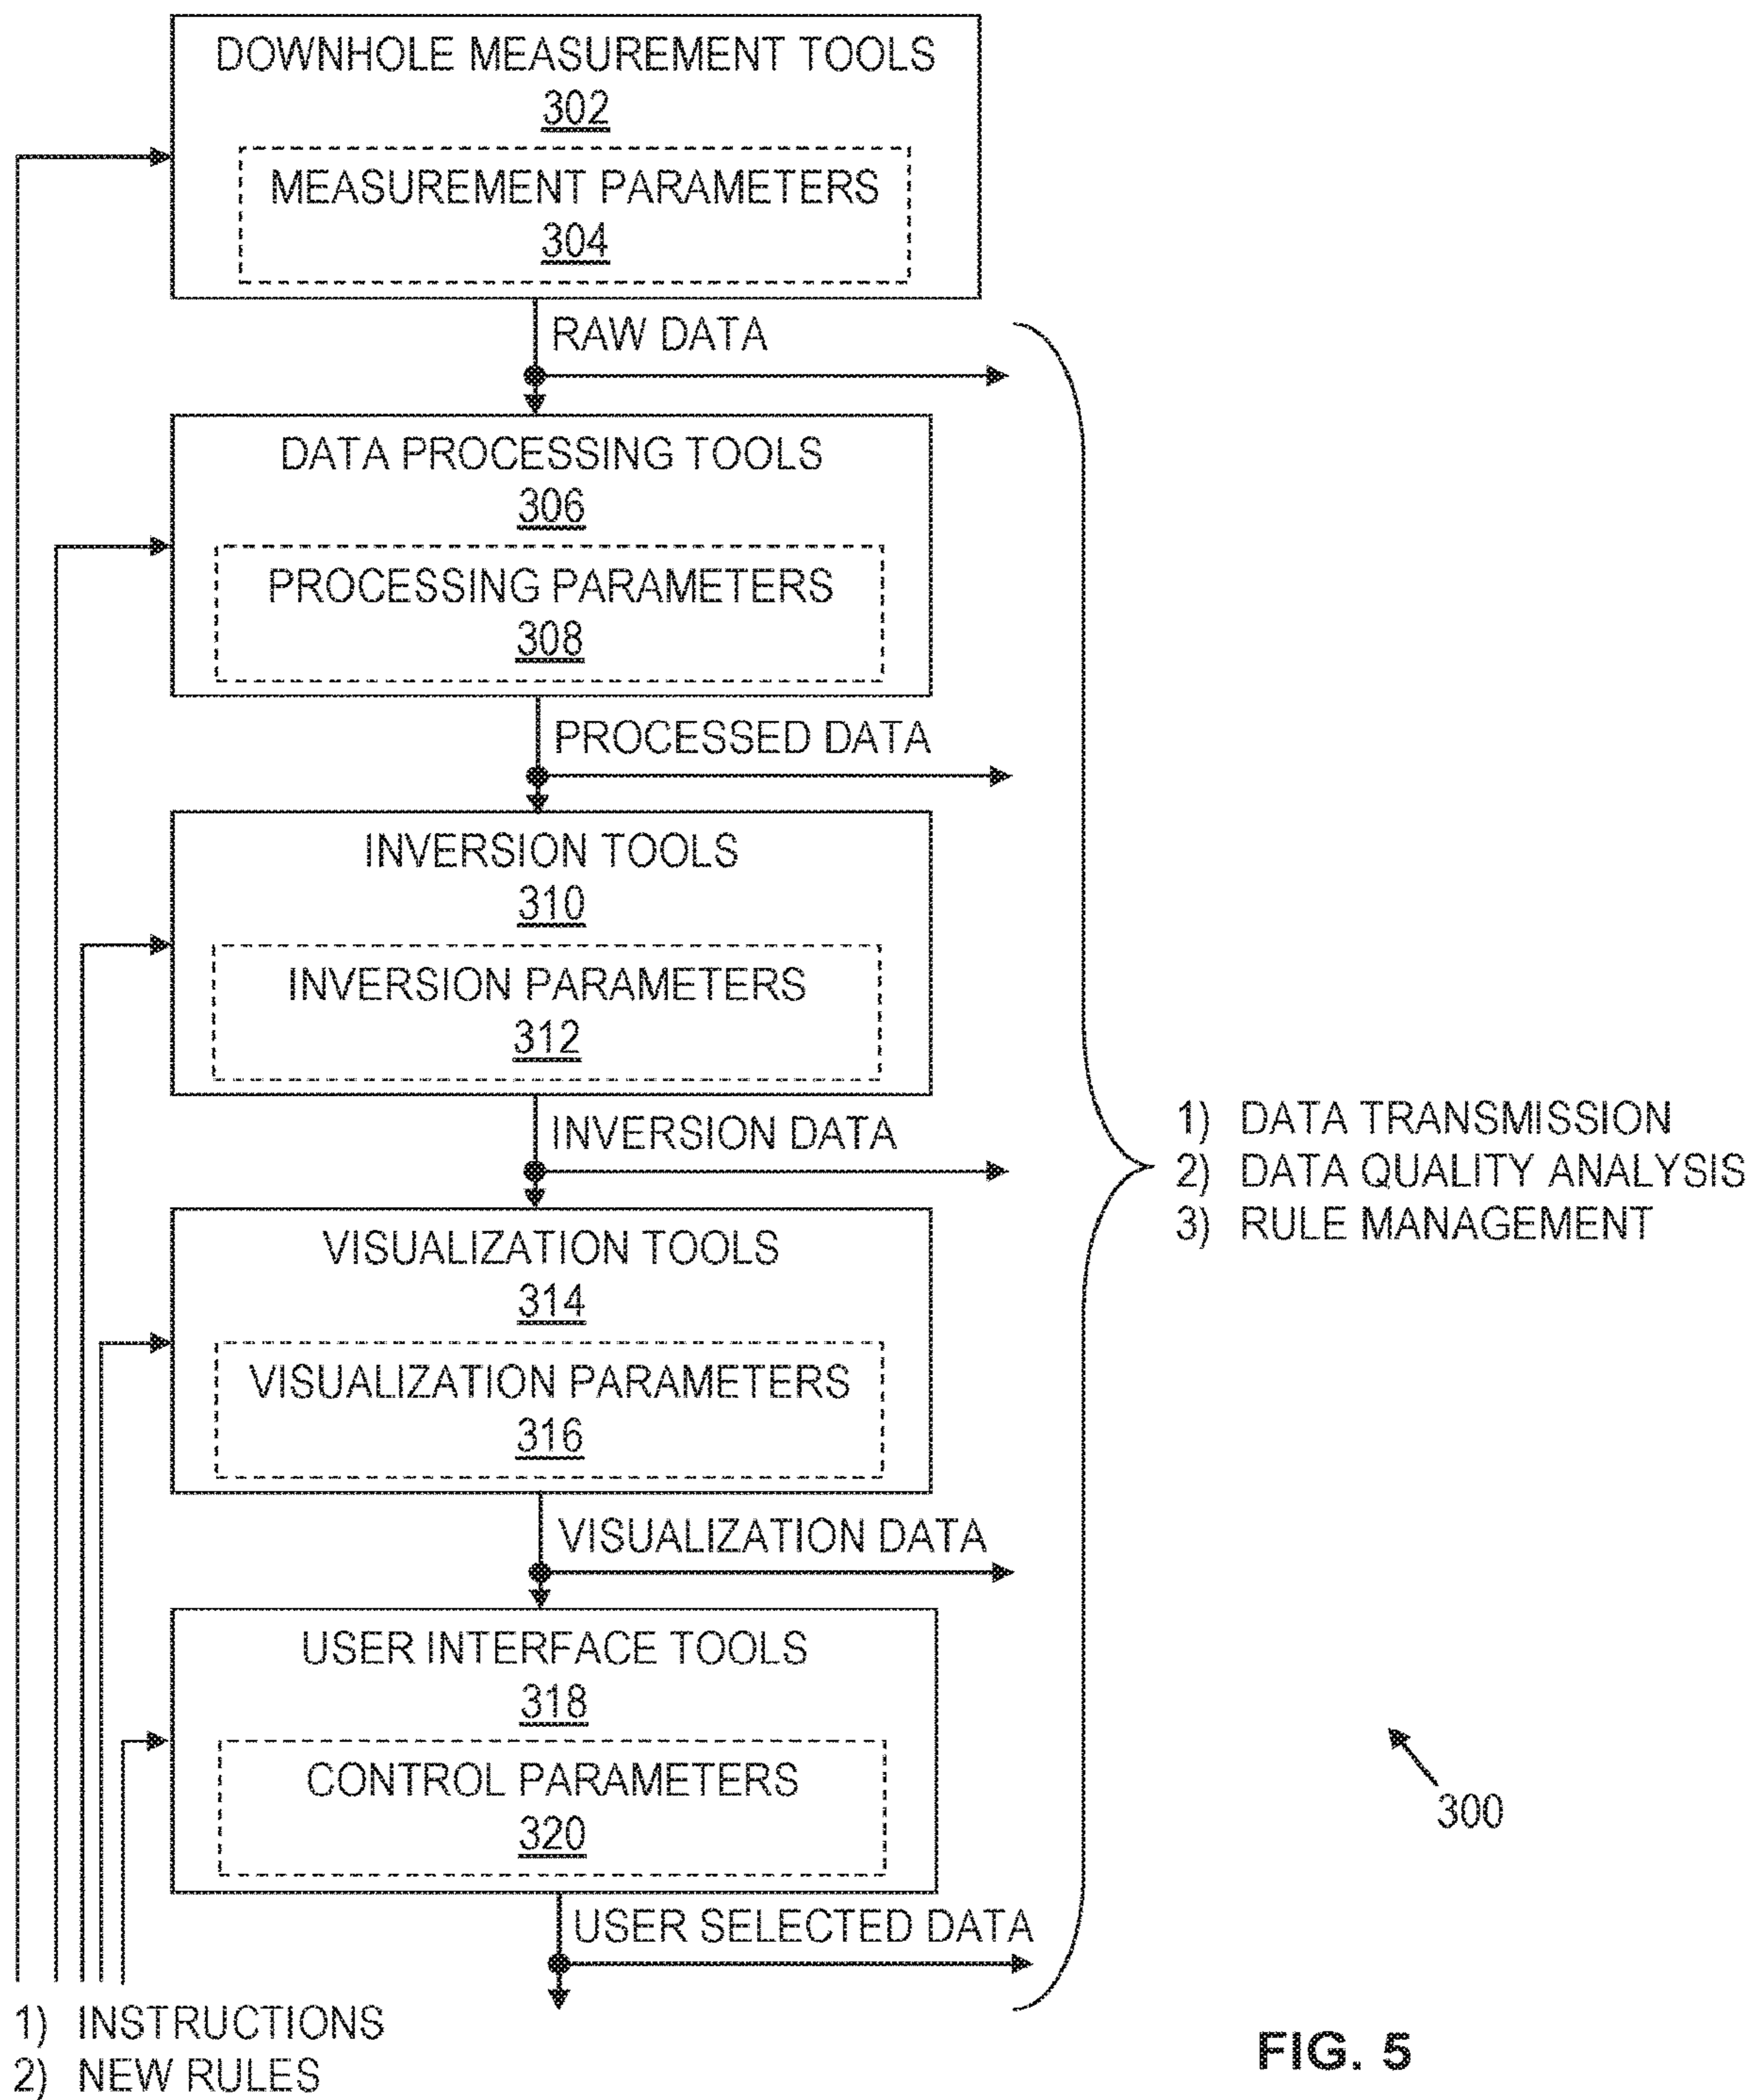 DOWNHOLE MEASUREMENT TOOLS
302
MEASUREMENT PARAMETERS
304
RAW DATA
DATA PROCESSING TOOLS
306
PROCESSING PARAMETERS
308
PROCESSED DATA
INVERSION TOOLS
310
INVERSION PARAMETERS
312
INVERSION DATA
1) DATA TRANSMISSION
2) DATA QUALITY ANALYSIS
3) RULE MANAGEMENT
VISUALIZATION TOOLS
314
VISUALIZATION PARAMETERS
316
VISUALIZATION DATA
USER INTERFACE TOOLS
318
CONTROL PARAMETERS
320
300
USER SELECTED DATA
1) INSTRUCTIONS
2) NEW RULES
FIG. 5